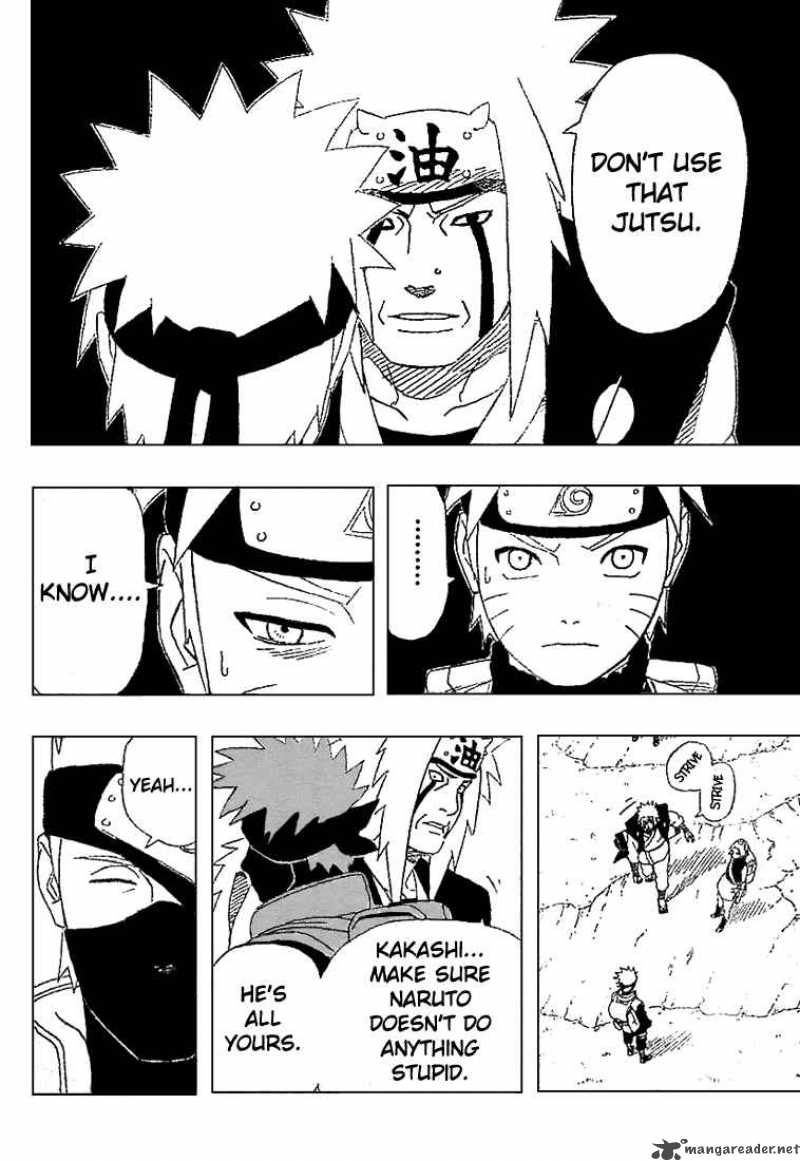 油
DON'T USE
THAT
JUTSU.
.........
I
KNOW....
STRIVE
STRIVE
油
KAKASHI...
MAKE SURE
NARUTO
DOESN'T DO
ANYTHING
STUPID.
HE'S
ALL
YOURS.
YEAH...
mangareader.net